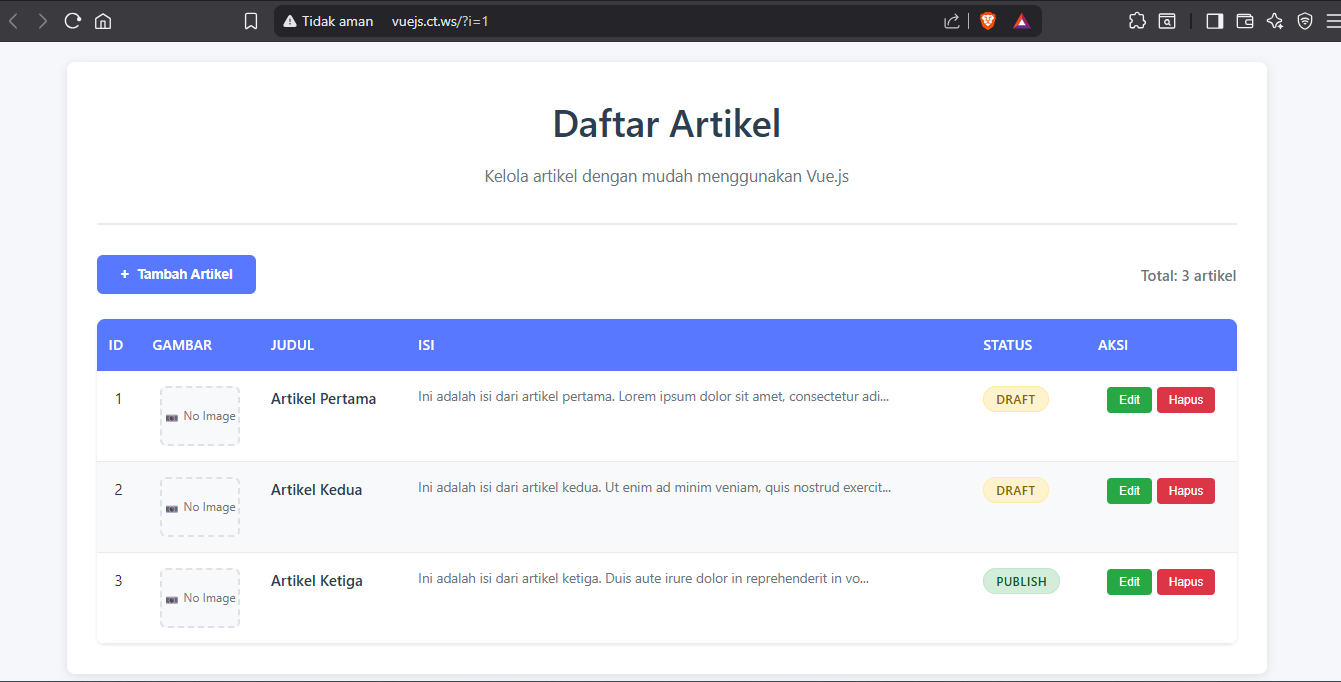 Tidak aman vuejs.ct.ws/?i=1
Daftar Artikel
Kelola artikel dengan mudah menggunakan Vue.js
+ Tambah Artikel
Total: 3 artikel
ID GAMBAR JUDUL ISI STATUS AKSI
1 No Image Artikel Pertama Ini adalah isi dari artikel pertama. Lorem ipsum dolor sit amet, consectetur adi... DRAFT Edit Hapus
2 No Image Artikel Kedua Ini adalah isi dari artikel kedua. Ut enim ad minim veniam, quis nostrud exercit... DRAFT Edit Hapus
3 No Image Artikel Ketiga Ini adalah isi dari artikel ketiga. Duis aute irure dolor in reprehenderit in vo... PUBLISH Edit Hapus